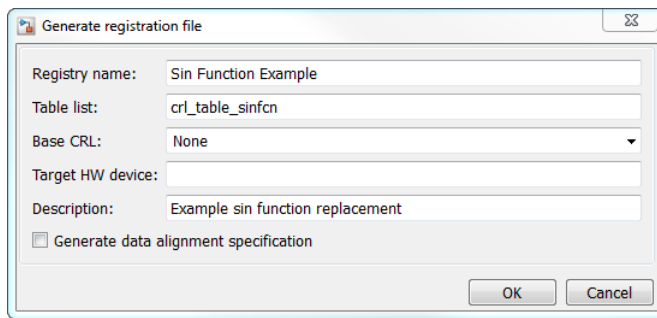 Generate registration file
Registry name: Sin Function Example
Table list: crl_table_sinfcn
Base CRL: None
Target HW device:
Description: Example sin function replacement
Generate data alignment specification
OK Cancel